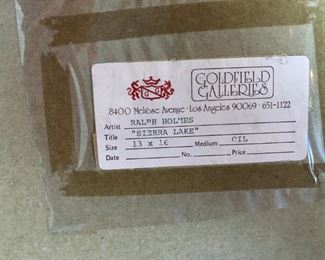 GOLDFIELD
GALLERIES
8400 Melrose Avenue · Los Angeles 90069 · 651-1122
Artist RALPH HOLMES
Title "SIERRA LAKE"
Size 13 x 16 Medium OIL
Date No. Price